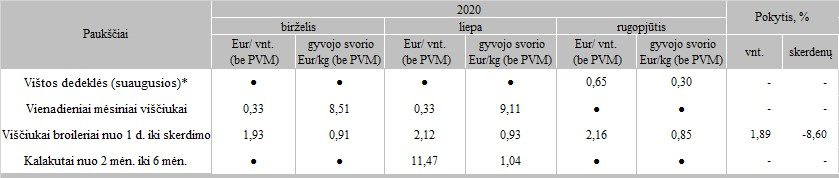 Paukščiai 2020 Pokytis, %
birželis liepa rugopjūtis
Eur/ vnt. (be PVM) gyvojo svorio Eur/kg (be PVM) Eur/ vnt. (be PVM) gyvojo svorio Eur/kg (be PVM) Eur/ vnt. (be PVM) gyvojo svorio Eur/kg (be PVM) vnt. skerdenų
Vištos dedeklės (suaugusios)* ● ● ● ● 0,65 0,30 - -
Vienadieniai mėsiniai viščiukai 0,33 8,51 0,33 9,11 ● ● - -
Viščiukai broileriai nuo 1 d. iki skerdimo 1,93 0,91 2,12 0,93 2,16 0,85 1,89 -8,60
Kalakutai nuo 2 mėn. iki 6 mėn. ● ● 11,47 1,04 ● ● - -